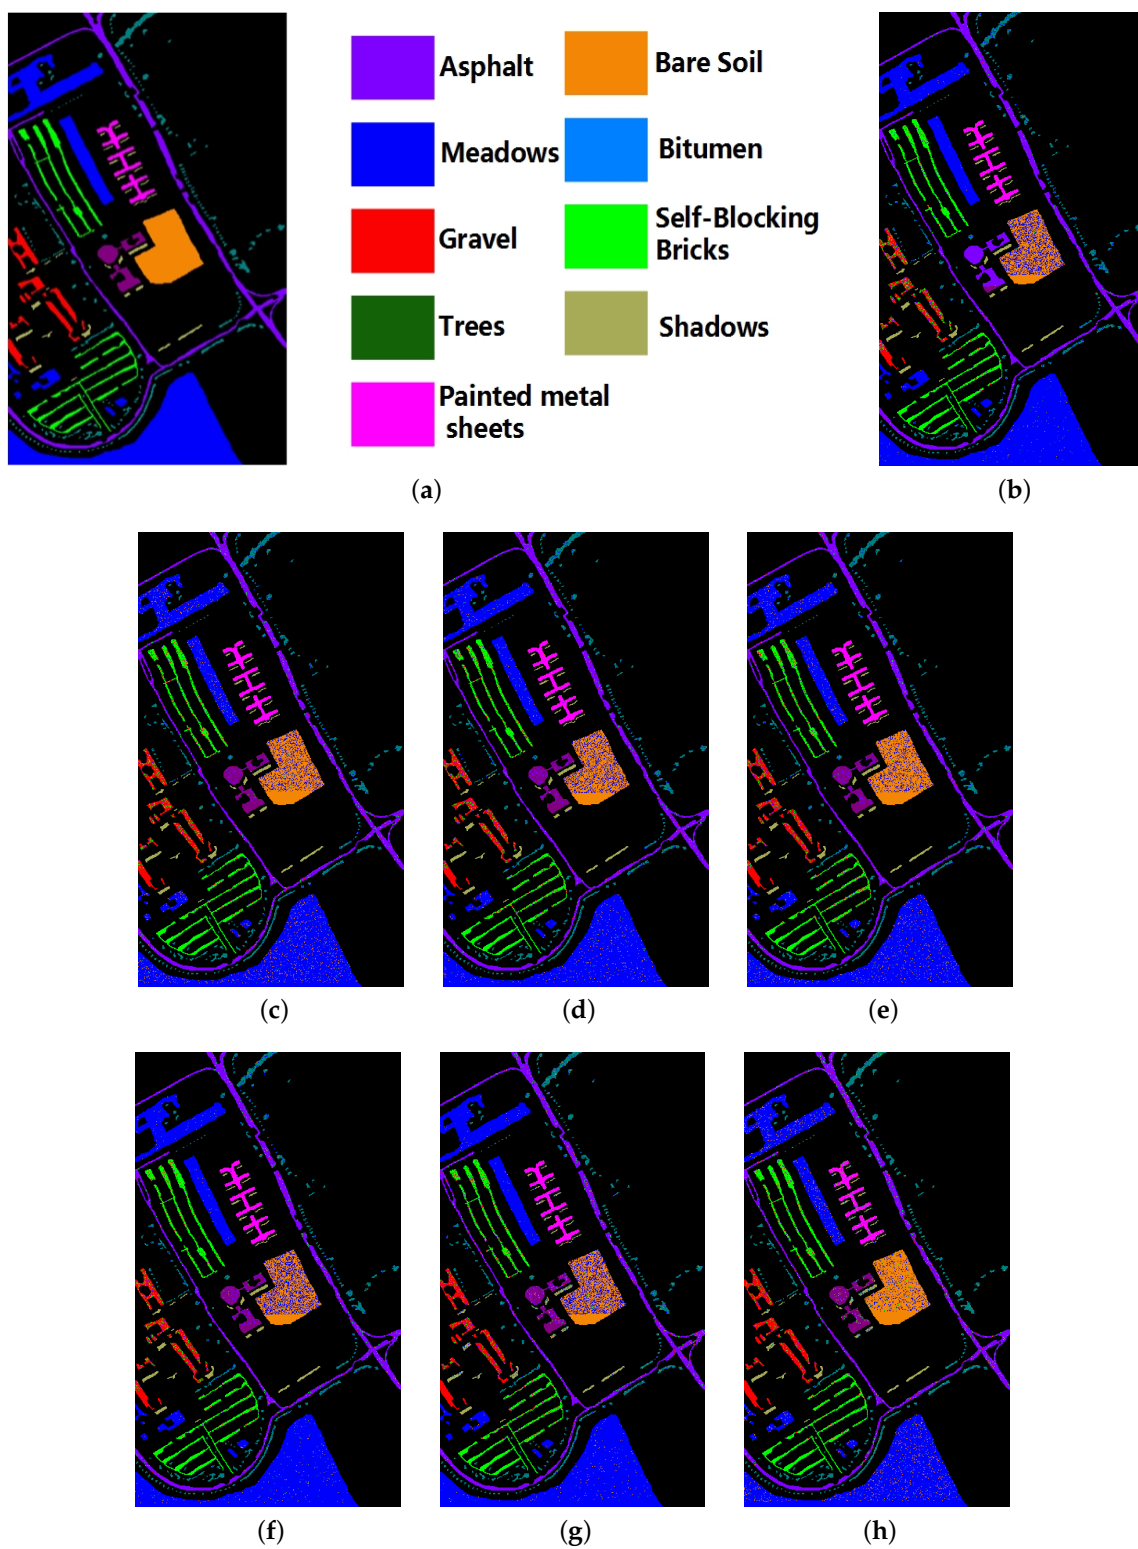 Asphalt
Bare Soil
Meadows
Bitumen
Gravel
Self-Blocking
Bricks
Trees
Shadows
Painted metal
sheets
(a)
(b)
(c)
(d)
(e)
(f)
(g)
(h)